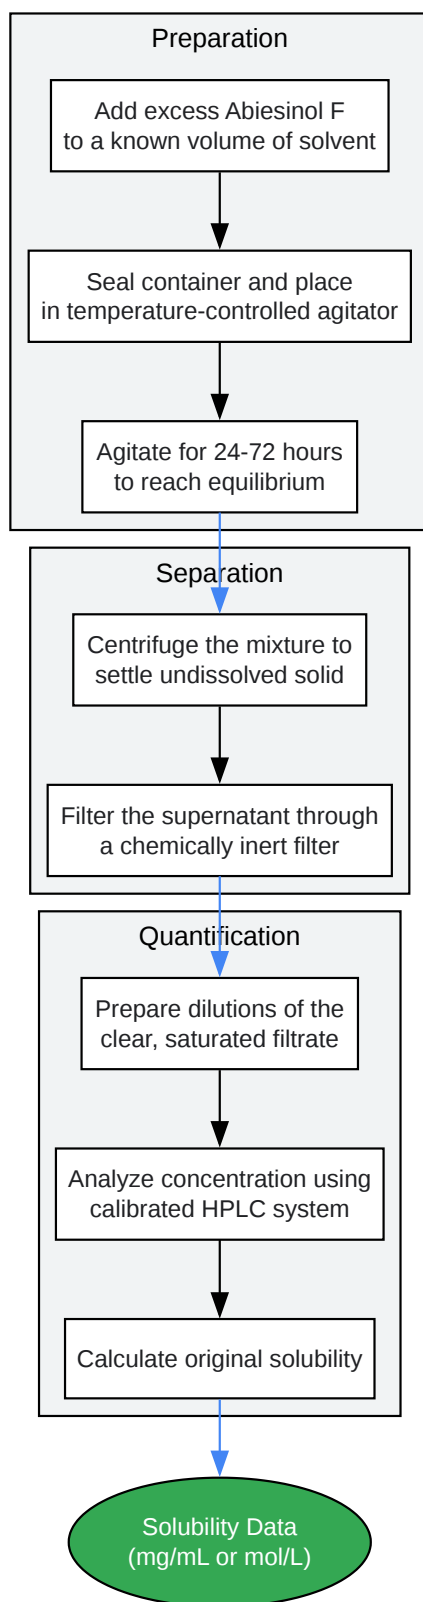 Preparation
Add excess Abiesinol F
to a known volume of solvent
Seal container and place
in temperature-controlled agitator
Agitate for 24-72 hours
to reach equilibrium
Separation
Centrifuge the mixture to
settle undissolved solid
Filter the supernatant through
a chemically inert filter
Quantification
Prepare dilutions of the
clear, saturated filtrate
Analyze concentration using
calibrated HPLC system
Calculate original solubility
Solubility Data
(mg/mL or mol/L)